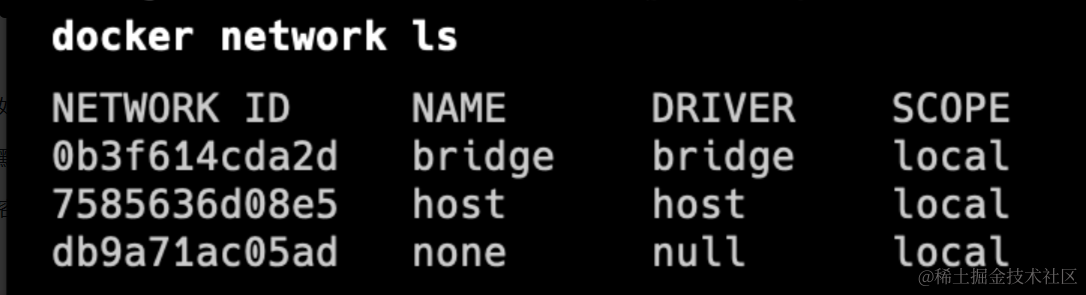 docker network ls
NETWORK ID NAME DRIVER SCOPE
0b3f614cda2d bridge bridge local
7585636d08e5 host host local
db9a71ac05ad none null local
@稀土掘金技术社区